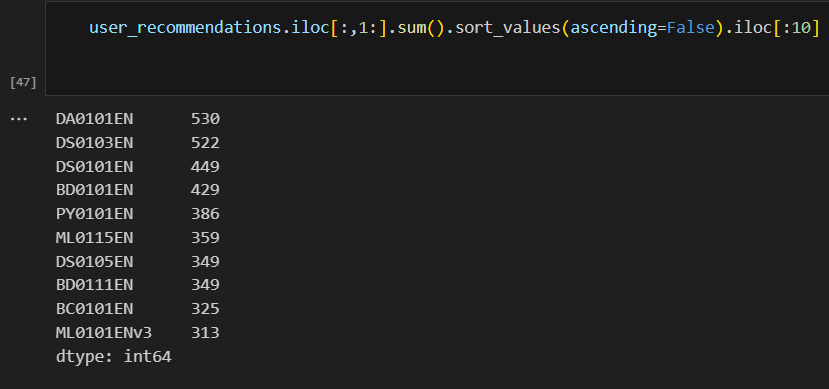 user_recommendations.iloc[:,1:].sum().sort_values(ascending=False).iloc[:10]
[47]
...
DA0101EN 530
DS0103EN 522
DS0101EN 449
BD0101EN 429
PY0101EN 386
ML0115EN 359
DS0105EN 349
BD0111EN 349
BC0101EN 325
ML0101ENv3 313
dtype: int64